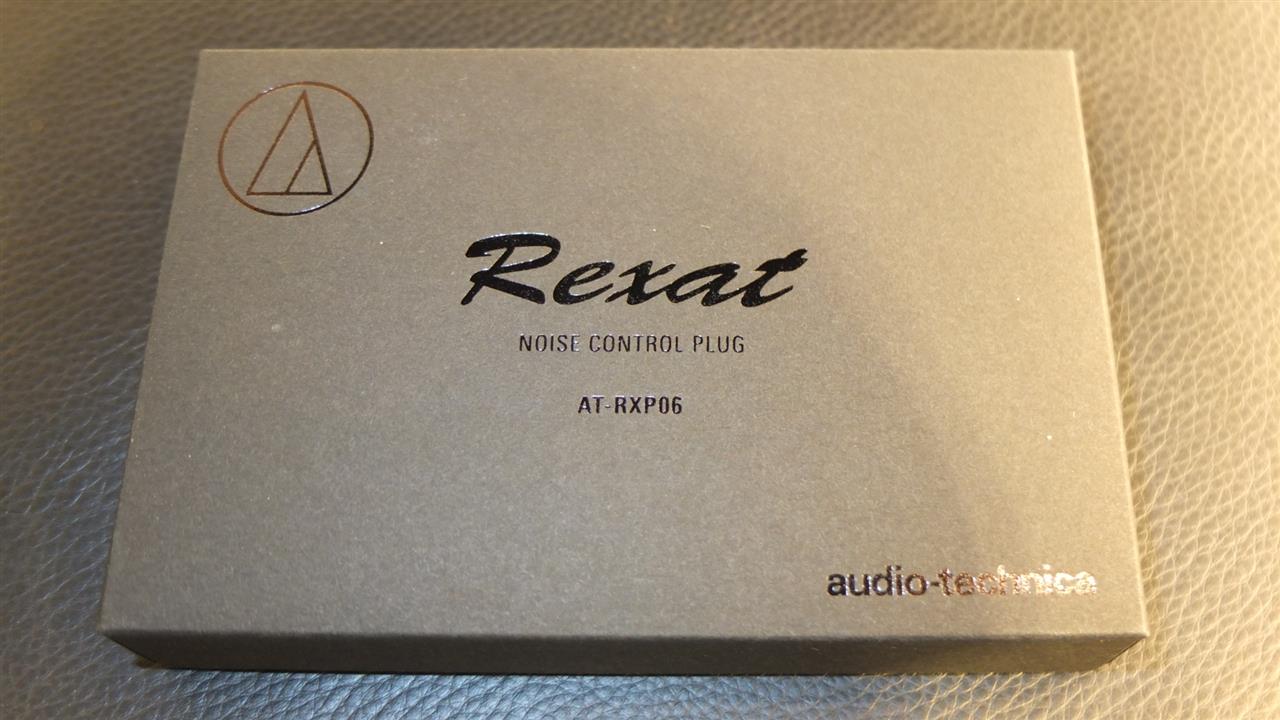 Rexat
NOISE CONTROL PLUG
AT-RXP06
audio-technica